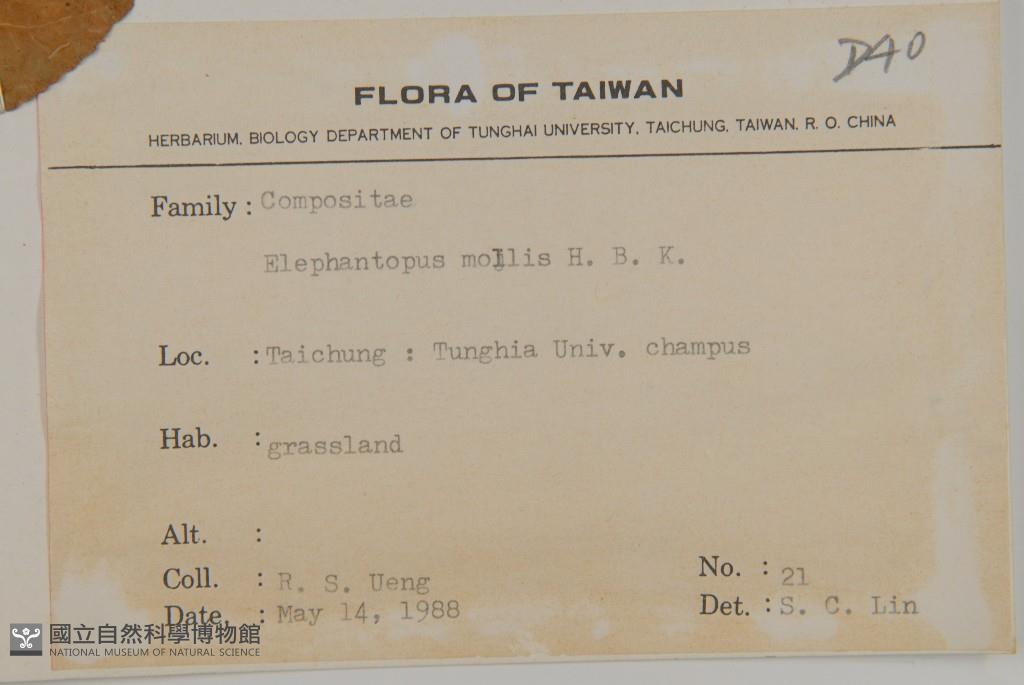 D40
FLORA OF TAIWAN
HERBARIUM, BIOLOGY DEPARTMENT OF TUNGHAI UNIVERSITY, TAICHUNG, TAIWAN, R. O. CHINA
Family : Compositae
Elephantopus mollis H. B. K.
Loc. : Taichung : Tunghia Univ. champus
Hab. : grassland
Alt. :
Coll. : R. S. Ueng
No. : 21
Date, : May 14, 1988
Det. : S. C. Lin
國立自然科學博物館
NATIONAL MUSEUM OF NATURAL SCIENCE